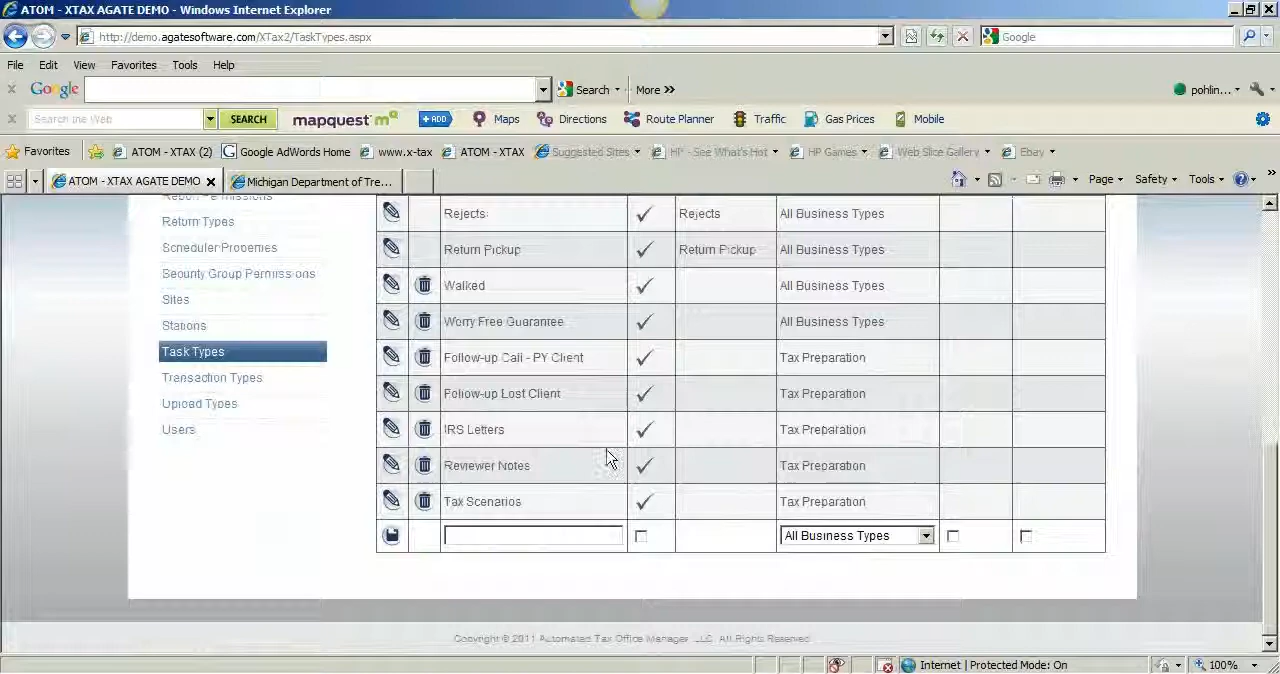 ATOM - XTAX AGATE DEMO - Windows Internet Explorer
http://demo.agatesoftware.com/XTax2/TaskTypes.aspx
Google
File Edit View Favorites Tools Help
x Google Search More »
pohlin...
x Search the Web SEARCH mapquest m + ADD Maps Directions Route Planner Traffic Gas Prices Mobile
Favorites ATOM - XTAX (2) Google AdWords Home www.x-tax ATOM - XTAX Suggested Sites HP - See What's Hot HP Games Web Slice Gallery Ebay
ATOM - XTAX AGATE DEMO x Michigan Department of Tre... Page Safety Tools »
Report Permissions
Return Types
Scheduler Properties
Security Group Permissions
Sites
Stations
Task Types
Transaction Types
Upload Types
Users
Rejects Rejects All Business Types
Return Pickup Return Pickup All Business Types
Walked All Business Types
Worry Free Guarantee All Business Types
Follow-up Call - PY Client Tax Preparation
Follow-up Lost Client Tax Preparation
IRS Letters Tax Preparation
Reviewer Notes Tax Preparation
Tax Scenarios Tax Preparation
All Business Types
Copyright © 2011 Automated Tax Office Manager LLC. All Rights Reserved
Internet | Protected Mode: On
100%